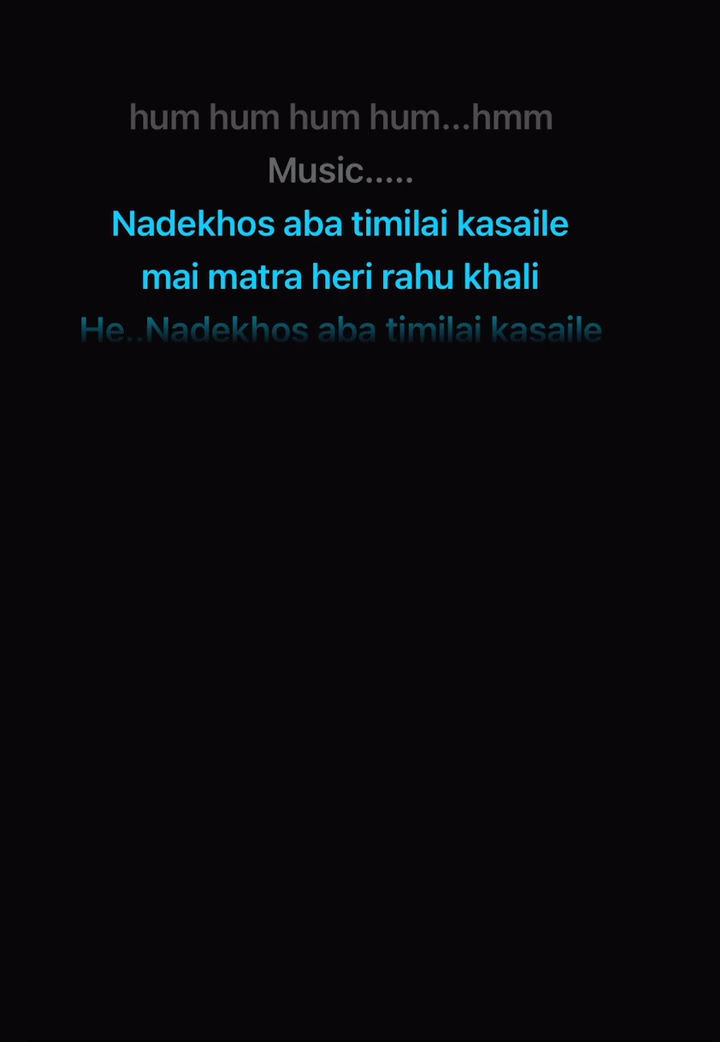 hum hum hum hum...hmm
Music.....
Nadekhos aba timilai kasaile
mai matra heri rahu khali
He..Nadekhos aba timilai kasaile